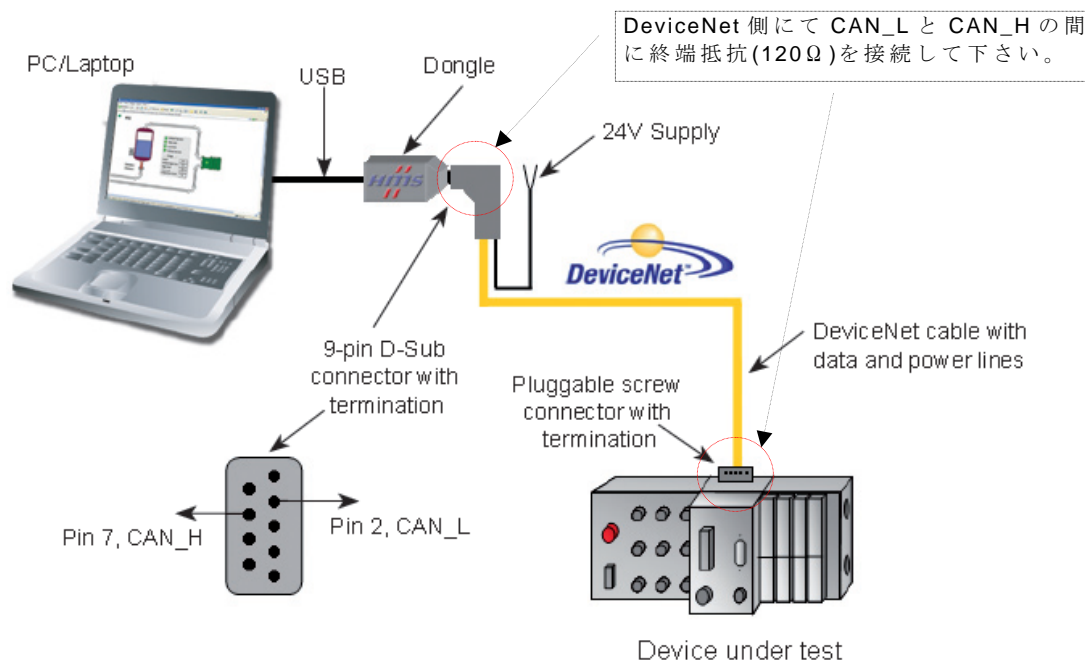 DeviceNet 側にて CAN_L と CAN_H の間
に終端抵抗(120Ω)を接続して下さい。
PC/Laptop
USB
Dongle
24V Supply
HMS
DeviceNet™
9-pin D-Sub
connector with
termination
DeviceNet cable with
data and power lines
Pluggable screw
connector with
termination
Pin 7, CAN_H
Pin 2, CAN_L
Device under test